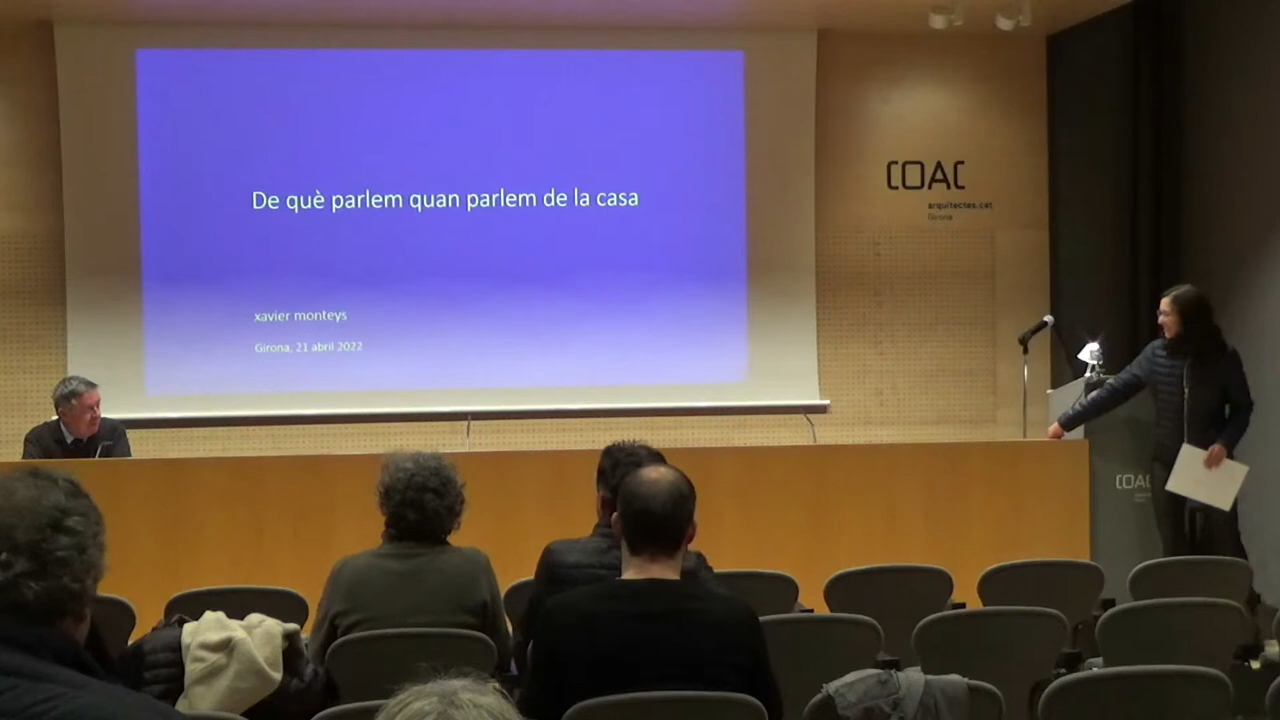 De què parlem quan parlem de la casa
xavier monteys
Girona, 21 abril 2022
COAC
arquitectes.cat
Girona
COAC